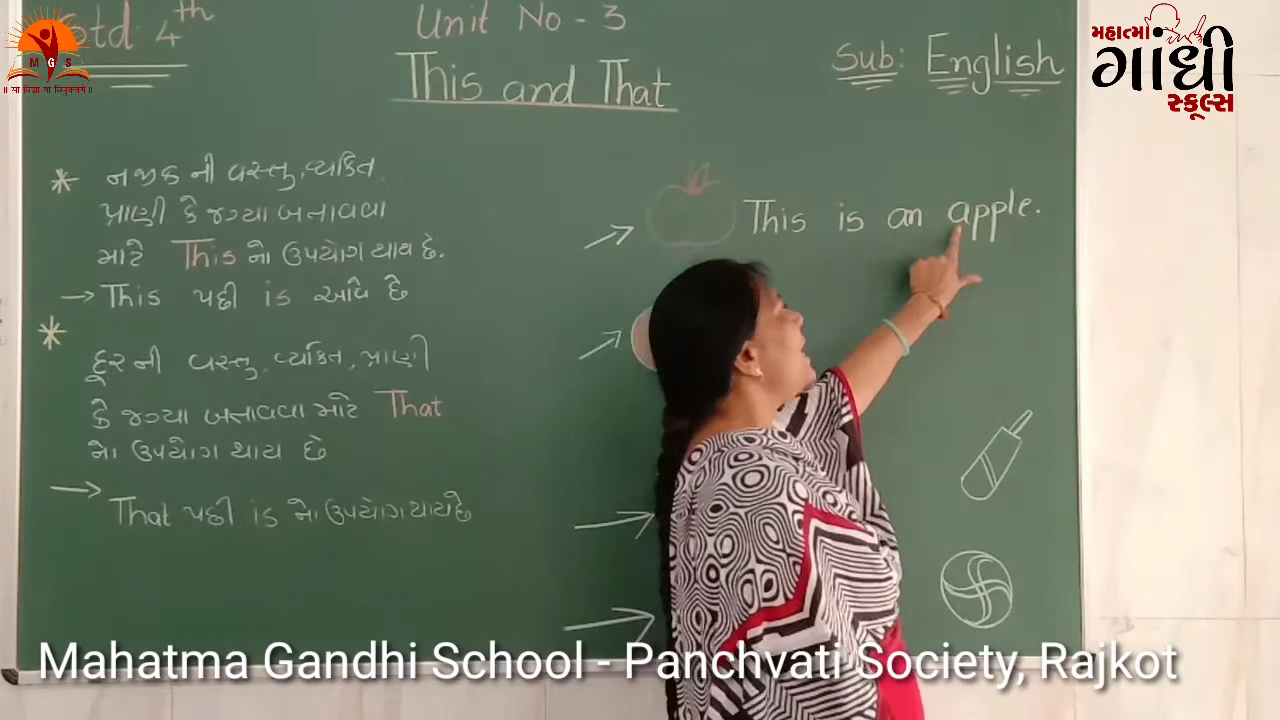 Std. 4th
Unit No - 3
This and That
Sub: English
M G S
॥ सा विद्या या विमुक्तये ॥
મહાત્મા
ગાંધી
સ્કૂલ્સ
* નજીક ની વસ્તુ, વ્યકિત
પ્રાણી કે જગ્યા બતાવવા
માટે This નો ઉપયોગ થાય છે.
→ This પછી is આવે છે
* દૂર ની વસ્તુ, વ્યકિત, પ્રાણી
કે જગ્યા બતાવવા માટે That
નો ઉપયોગ થાય છે
→ That પછી is નો ઉપયોગ થાય છે
This is an apple.
Mahatma Gandhi School - Panchvati Society, Rajkot